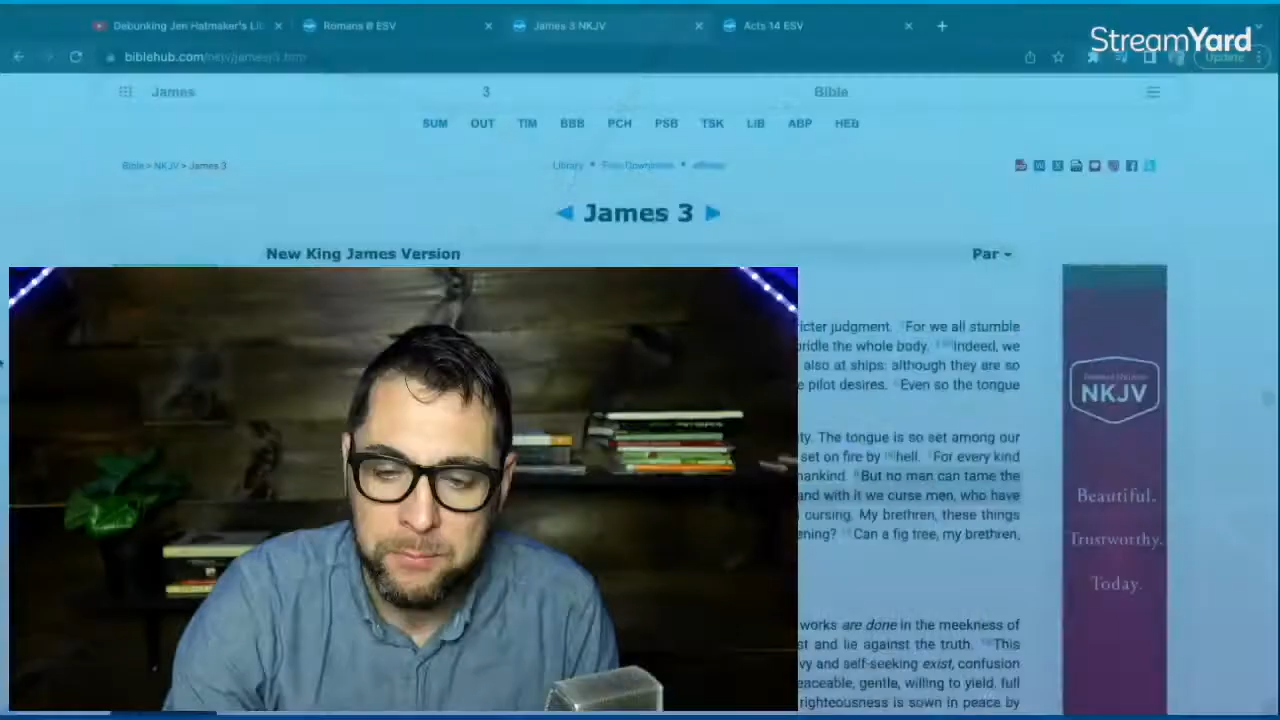 Debunking Jen Hatmaker's Li
Romans 8 ESV
James 3 NKJV
Acts 14 ESV
StreamYard
biblehub.com/nkjv/james/3.htm
Update
James
3
Bible
SUM OUT TIM BBB PCH PSB TSK LIB ABP HEB
Bible > NKJV > James 3
Library • Free Downloads • eBibles
James 3
New King James Version
Par
ricter judgment. For we all stumble
bridle the whole body. Indeed, we
also at ships: although they are so
e pilot desires. Even so the tongue
ty. The tongue is so set among our
set on fire by hell. For every kind
mankind. But no man can tame the
and with it we curse men, who have
cursing. My brethren, these things
ening? Can a fig tree, my brethren,
works are done in the meekness of
st and lie against the truth. This
vy and self-seeking exist, confusion
eaceable, gentle, willing to yield, full
righteousness is sown in peace by
NKJV
Beautiful.
Trustworthy.
Today.